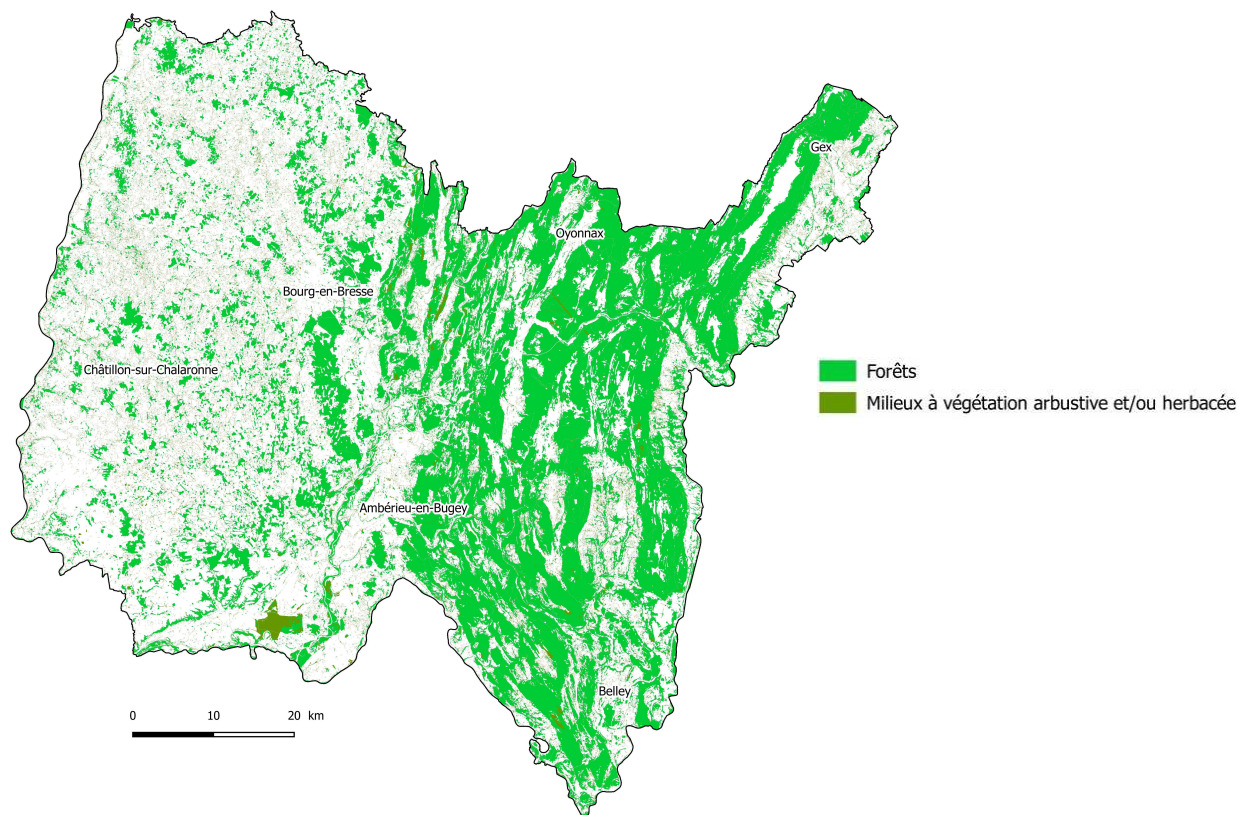 Gex
Oyonnax
Bourg-en-Bresse
Châtillon-sur-Chalaronne
Forêts
Milieux à végétation arbustive et/ou herbacée
Ambérieu-en-Bugey
Belley
0 10 20 km